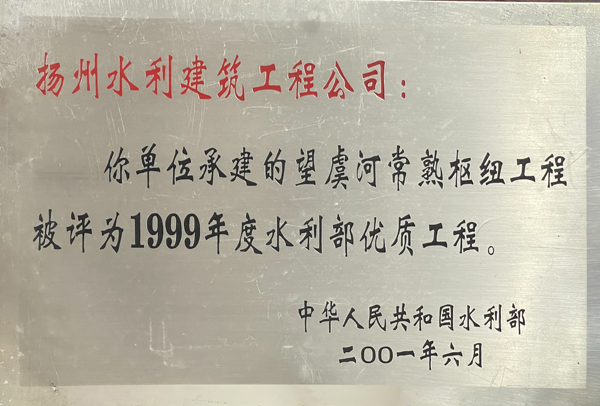 扬州水利建筑工程公司：
你单位承建的望虞河常熟枢纽工程
被评为1999年度水利部优质工程。
中华人民共和国水利部
二〇〇一年六月